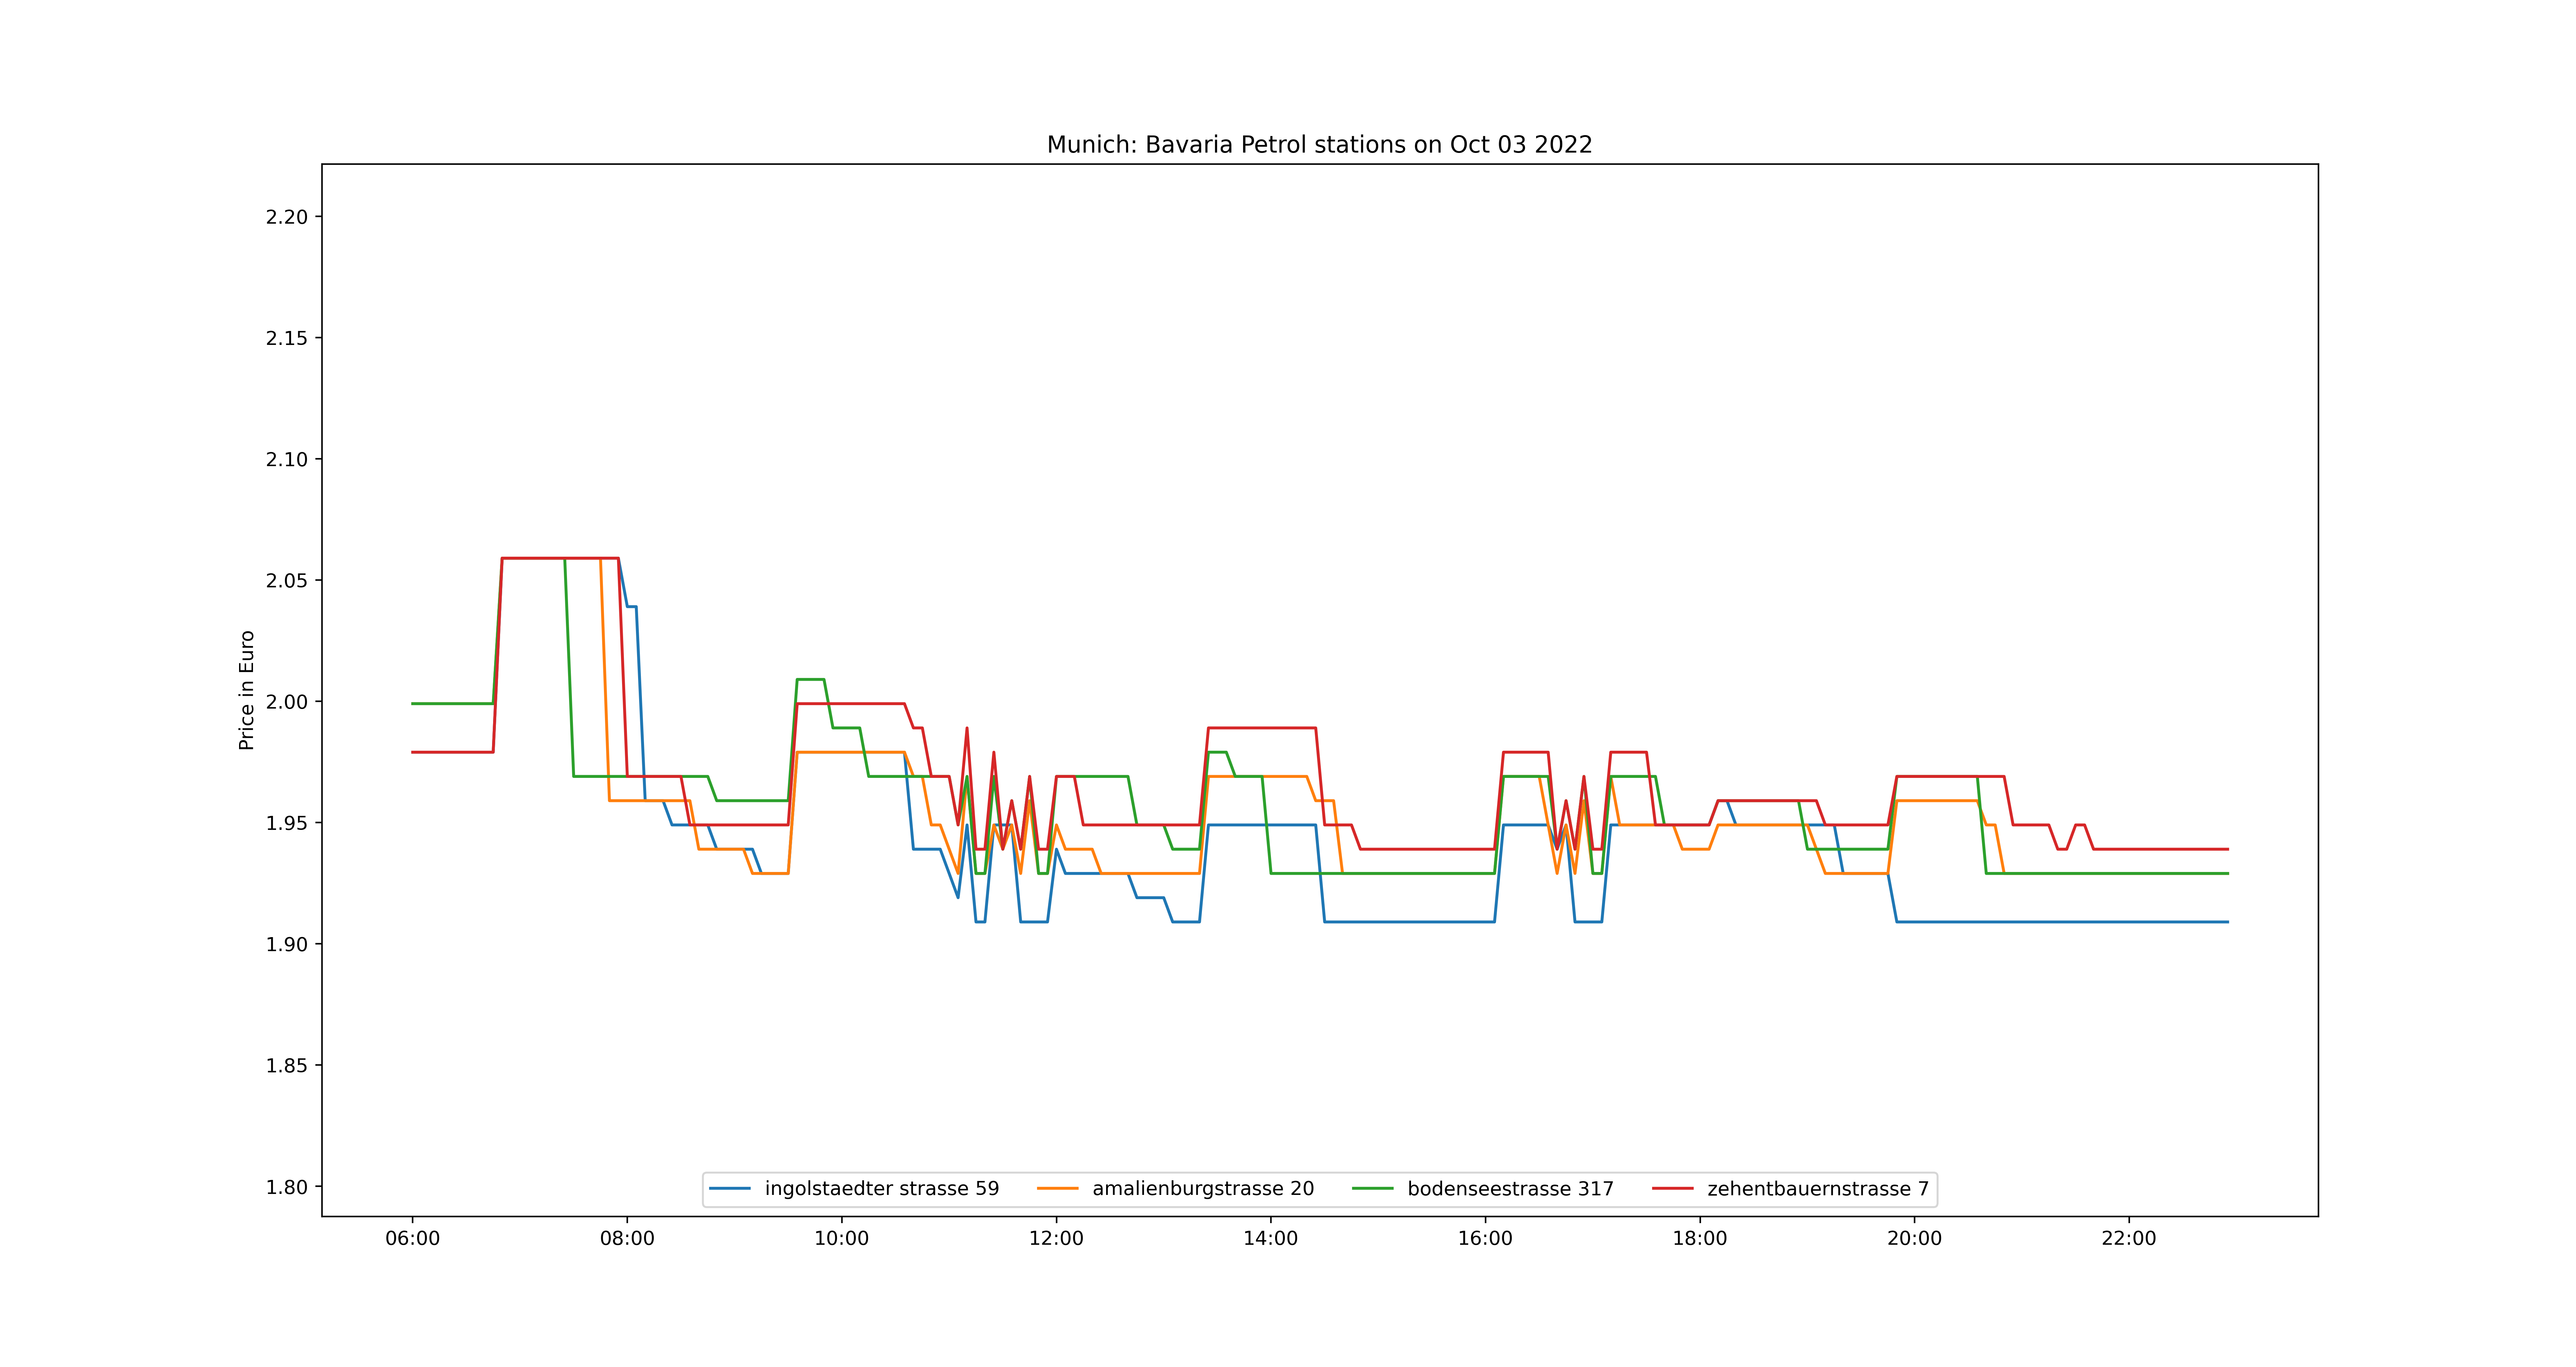 Munich: Bavaria Petrol stations on Oct 03 2022
2.20
2.15
2.10
2.05
2.00
1.95
1.90
1.85
1.80
Price in Euro
ingolstaedter strasse 59 amalienburgstrasse 20 bodenseestrasse 317 zehentbauernstrasse 7
06:00 08:00 10:00 12:00 14:00 16:00 18:00 20:00 22:00